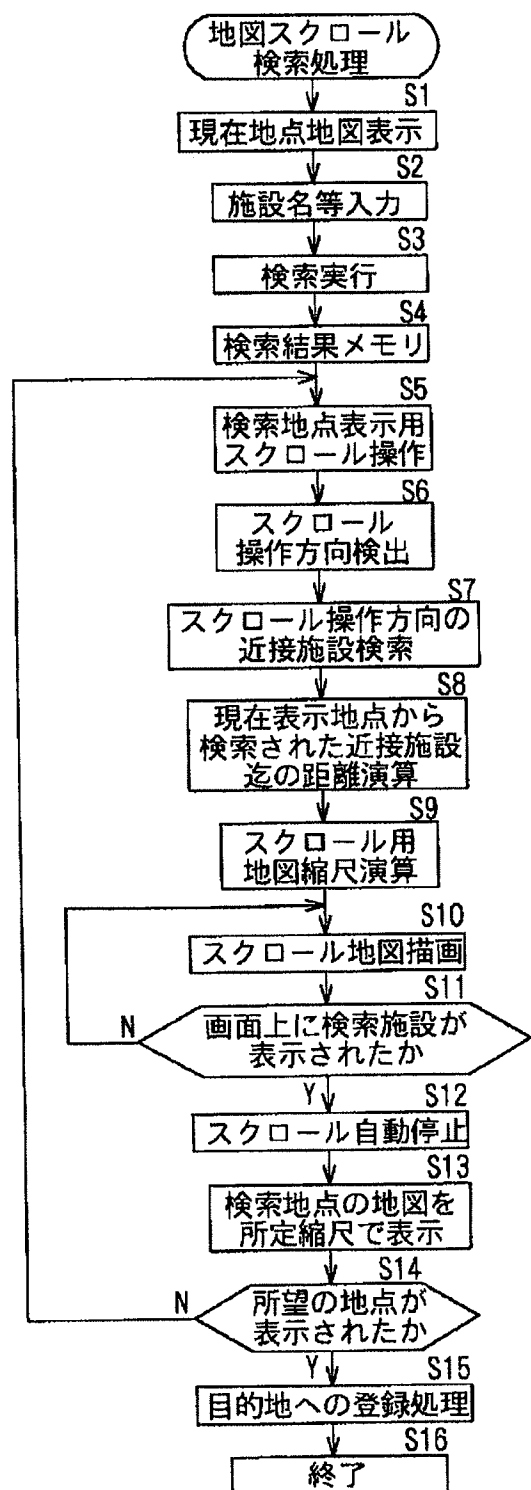 地図スクロール
検索処理
S1
現在地点地図表示
S2
施設名等入力
S3
検索実行
S4
検索結果メモリ
S5
検索地点表示用
スクロール操作
S6
スクロール
操作方向検出
S7
スクロール操作方向の
近接施設検索
S8
現在表示地点から
検索された近接施設
迄の距離演算
S9
スクロール用
地図縮尺演算
S10
スクロール地図描画
S11
画面上に検索施設が
表示されたか
N
Y
S12
スクロール自動停止
S13
検索地点の地図を
所定縮尺で表示
S14
所望の地点が
表示されたか
N
Y
S15
目的地への登録処理
S16
終了